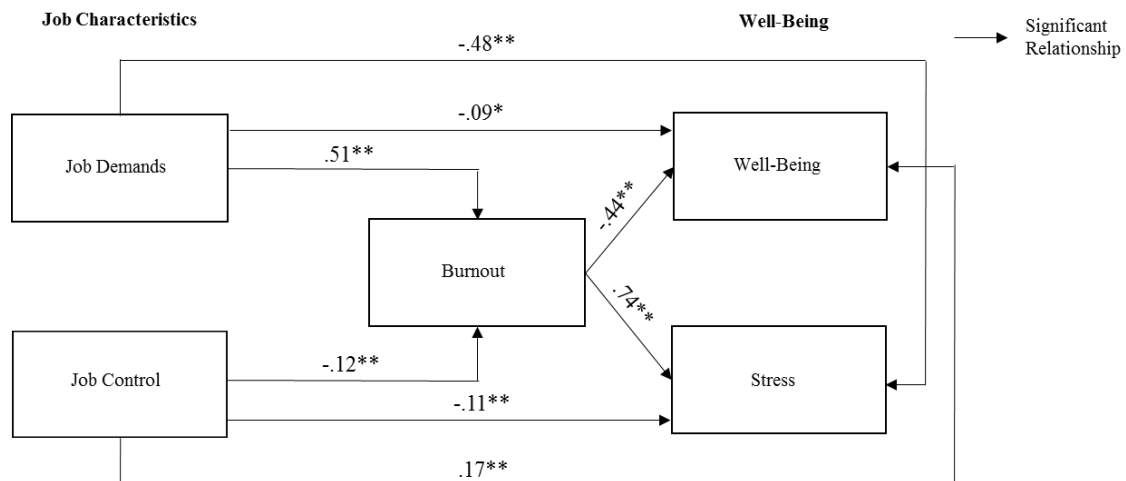 Job Characteristics
Well-Being
Significant
Relationship
-.48**
-.09*
Job Demands
.51**
Well-Being
-.44**
Burnout
.74**
-.12**
Job Control
Stress
-.11**
.17**